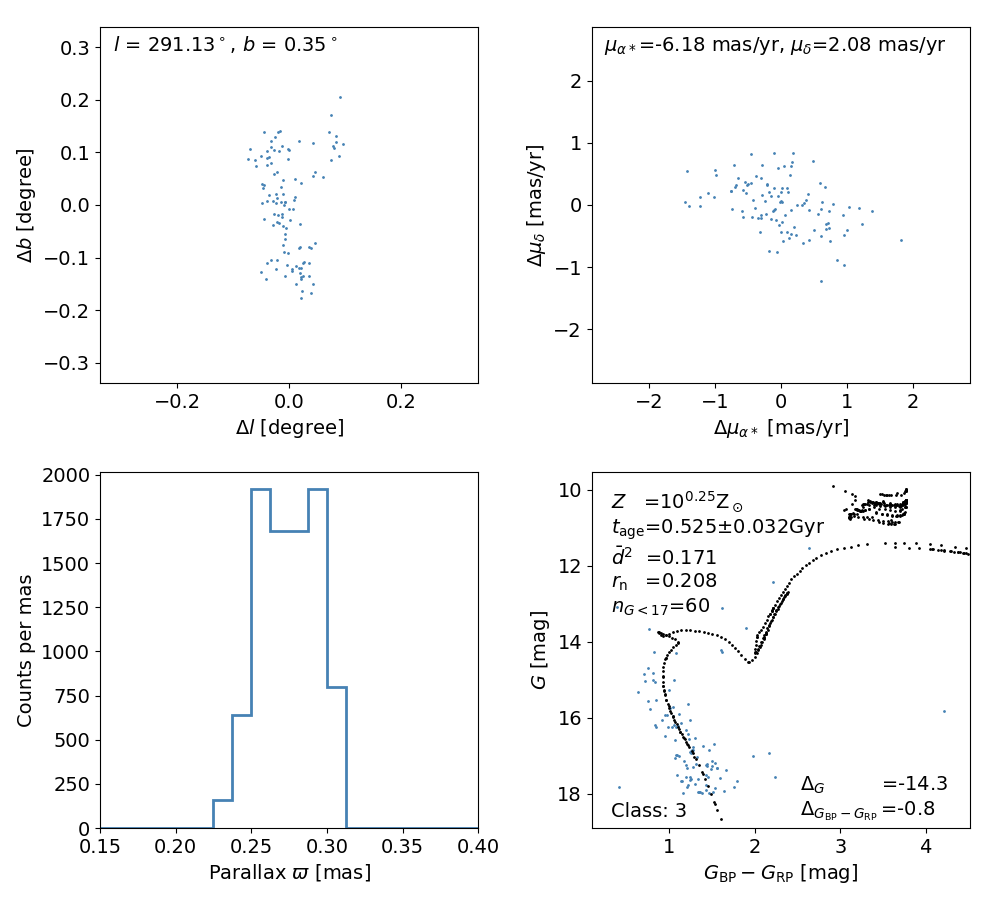 l = 291.13°, b = 0.35°
0.3
0.2
0.1
0.0
−0.1
−0.2
−0.3
Δb [degree]
−0.2 0.0 0.2
Δl [degree]
μα*=-6.18 mas/yr, μδ=2.08 mas/yr
2
1
0
−1
−2
Δμδ [mas/yr]
−2 −1 0 1 2
Δμα* [mas/yr]
2000
1750
1500
1250
1000
750
500
250
0
Counts per mas
0.15 0.20 0.25 0.30 0.35 0.40
Parallax ϖ [mas]
Z =10^0.25 Z⊙
t_age=0.525±0.032Gyr
d̄² =0.171
r_n =0.208
n_G<17=60
10
12
14
16
18
G [mag]
Δ_G =-14.3
Δ_GBP−GRP =-0.8
Class: 3
1 2 3 4
G_BP − G_RP [mag]